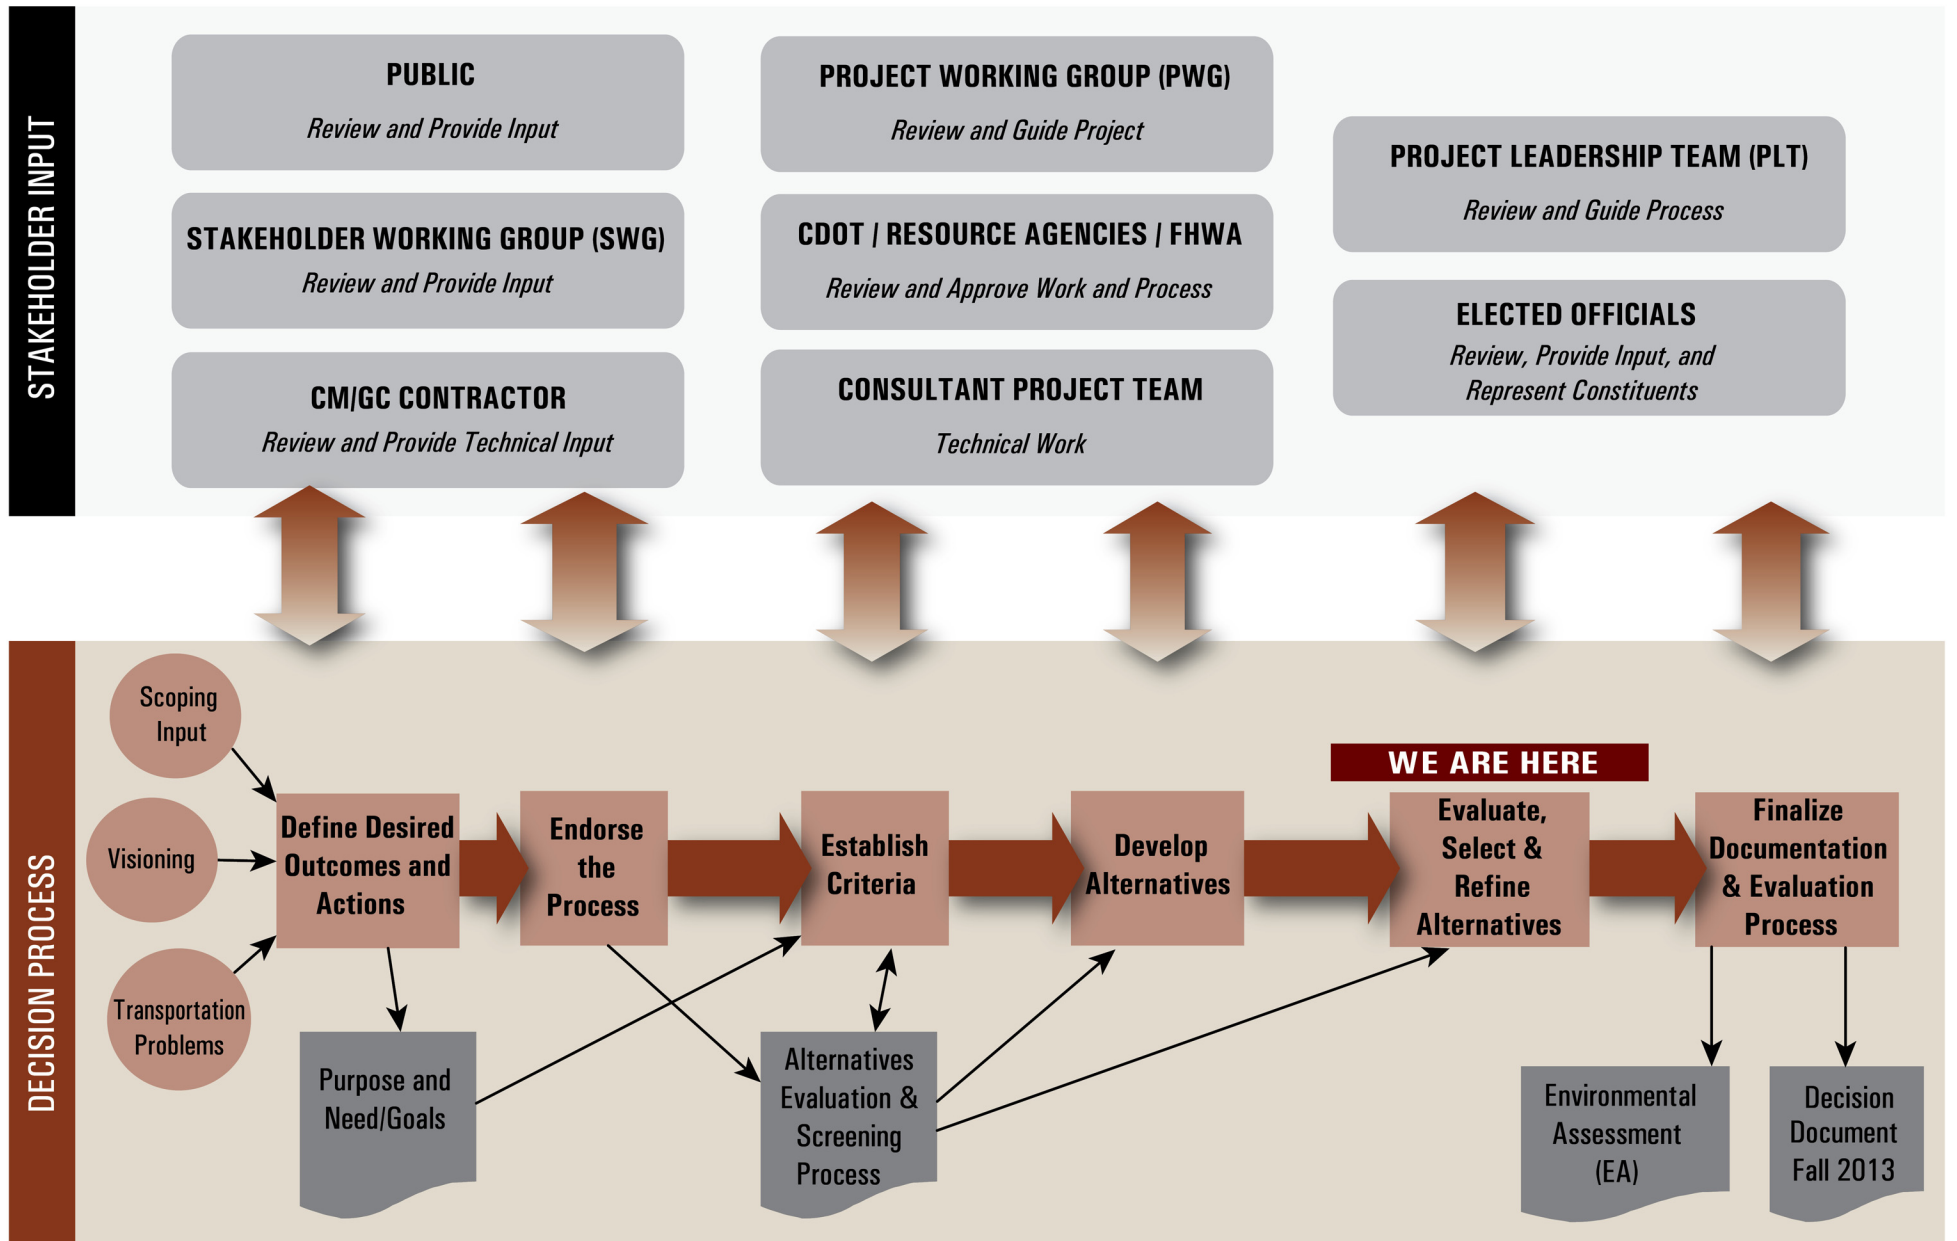 STAKEHOLDER INPUT
PUBLIC
Review and Provide Input
STAKEHOLDER WORKING GROUP (SWG)
Review and Provide Input
CM/GC CONTRACTOR
Review and Provide Technical Input
PROJECT WORKING GROUP (PWG)
Review and Guide Project
CDOT / RESOURCE AGENCIES / FHWA
Review and Approve Work and Process
CONSULTANT PROJECT TEAM
Technical Work
PROJECT LEADERSHIP TEAM (PLT)
Review and Guide Process
ELECTED OFFICIALS
Review, Provide Input, and
Represent Constituents
DECISION PROCESS
Scoping
Input
Visioning
Transportation
Problems
Define Desired
Outcomes and
Actions
Endorse
the
Process
Establish
Criteria
Develop
Alternatives
WE ARE HERE
Evaluate,
Select &
Refine
Alternatives
Finalize
Documentation
& Evaluation
Process
Purpose and
Need/Goals
Alternatives
Evaluation &
Screening
Process
Environmental
Assessment
(EA)
Decision
Document
Fall 2013